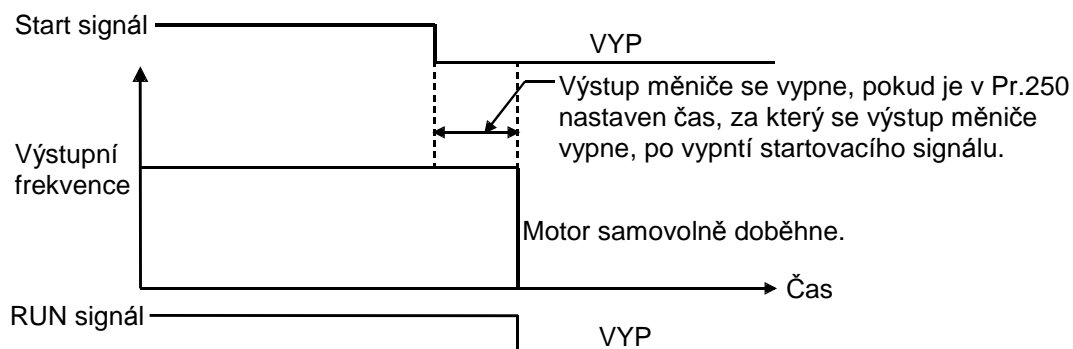 Start signál
VYP
Výstup měniče se vypne, pokud je v Pr.250
nastaven čas, za který se výstup měniče
vypne, po vypntí startovacího signálu.
Výstupní
frekvence
Motor samovolně doběhne.
Čas
RUN signál
VYP